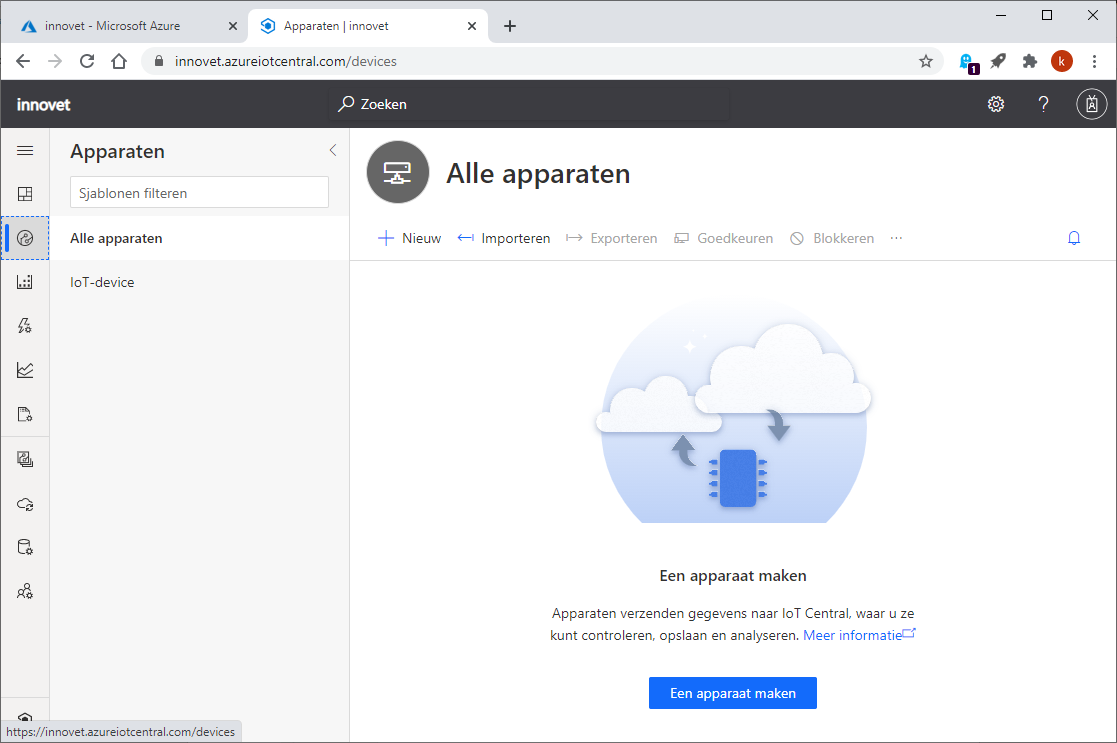 innovet - Microsoft Azure
Apparaten | innovet
innovet.azureiotcentral.com/devices
1
k
innovet
Zoeken
?
A
Apparaten
Sjablonen filteren
Alle apparaten
IoT-device
Alle apparaten
Nieuw Importeren Exporteren Goedkeuren Blokkeren ···
Een apparaat maken
Apparaten verzenden gegevens naar IoT Central, waar u ze
kunt controleren, opslaan en analyseren. Meer informatie
Een apparaat maken
https://innovet.azureiotcentral.com/devices